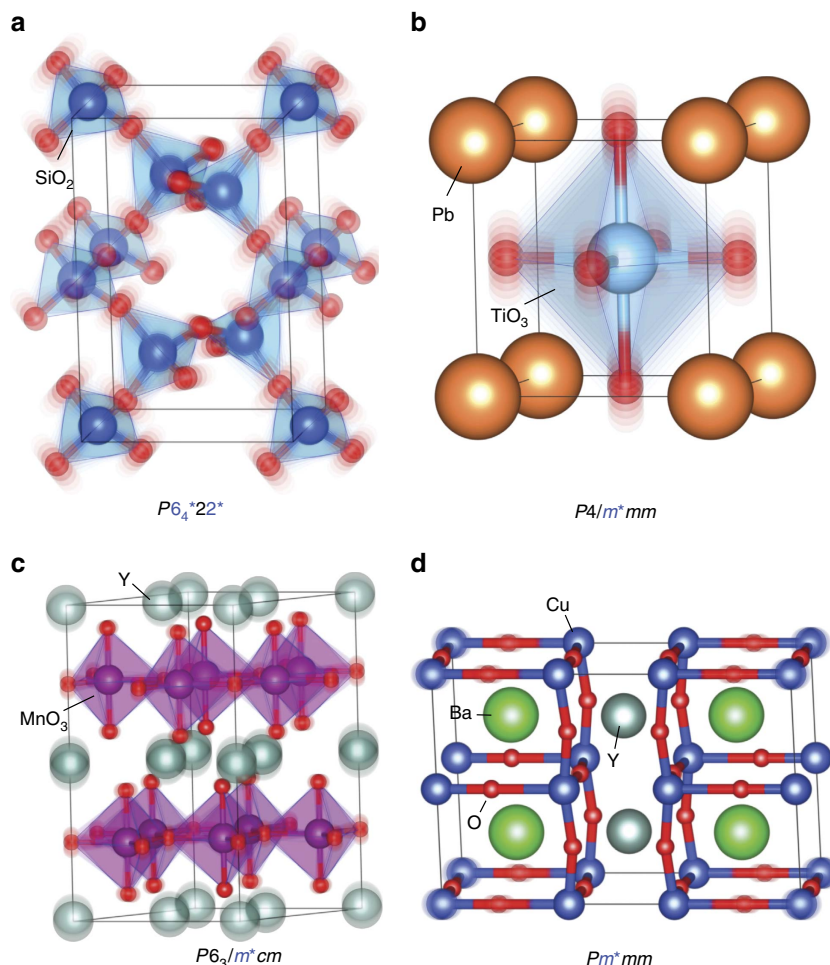 a
b
SiO2
Pb
TiO3
P64*22*
P4/m*mm
c
d
Y
Cu
MnO3
Ba
Y
O
P63/m*cm
Pm*mm